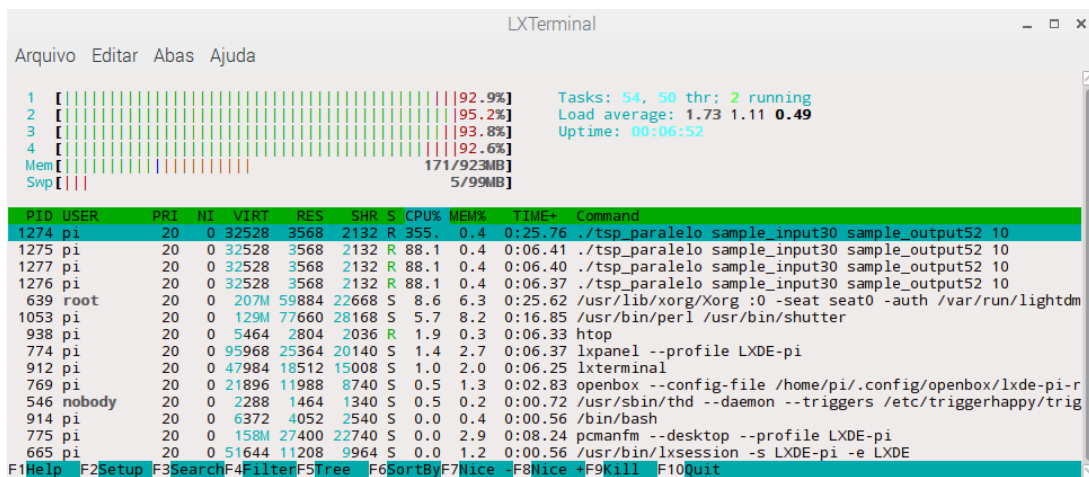 LXTerminal
Arquivo Editar Abas Ajuda
1 [92.9%] Tasks: 54, 50 thr; 2 running
2 [95.2%] Load average: 1.73 1.11 0.49
3 [93.8%] Uptime: 00:06:52
4 [92.6%]
Mem[171/923MB]
Swp[5/99MB]
PID USER PRI NI VIRT RES SHR S CPU% MEM% TIME+ Command
1274 pi 20 0 32528 3568 2132 R 355. 0.4 0:25.76 ./tsp_paralelo sample_input30 sample_output52 10
1275 pi 20 0 32528 3568 2132 R 88.1 0.4 0:06.41 ./tsp_paralelo sample_input30 sample_output52 10
1277 pi 20 0 32528 3568 2132 R 88.1 0.4 0:06.40 ./tsp_paralelo sample_input30 sample_output52 10
1276 pi 20 0 32528 3568 2132 R 88.1 0.4 0:06.37 ./tsp_paralelo sample_input30 sample_output52 10
639 root 20 0 207M 59884 22668 S 8.6 6.3 0:25.62 /usr/lib/xorg/Xorg :0 -seat seat0 -auth /var/run/lightdm
1053 pi 20 0 129M 77660 28168 S 5.7 8.2 0:16.85 /usr/bin/perl /usr/bin/shutter
938 pi 20 0 5464 2804 2036 R 1.9 0.3 0:06.33 htop
774 pi 20 0 95968 25364 20140 S 1.4 2.7 0:06.37 lxpanel --profile LXDE-pi
912 pi 20 0 47984 18512 15008 S 1.0 2.0 0:06.25 lxterminal
769 pi 20 0 21896 11988 8740 S 0.5 1.3 0:02.83 openbox --config-file /home/pi/.config/openbox/lxde-pi-r
546 nobody 20 0 2288 1464 1340 S 0.5 0.2 0:00.72 /usr/sbin/thd --daemon --triggers /etc/triggerhappy/trig
914 pi 20 0 6372 4052 2540 S 0.0 0.4 0:00.56 /bin/bash
775 pi 20 0 158M 27400 22740 S 0.0 2.9 0:08.24 pcmanfm --desktop --profile LXDE-pi
665 pi 20 0 51644 11208 9964 S 0.0 1.2 0:00.56 /usr/bin/lxsession -s LXDE-pi -e LXDE
F1Help F2Setup F3SearchF4FilterF5Tree F6SortByF7Nice -F8Nice +F9Kill F10Quit